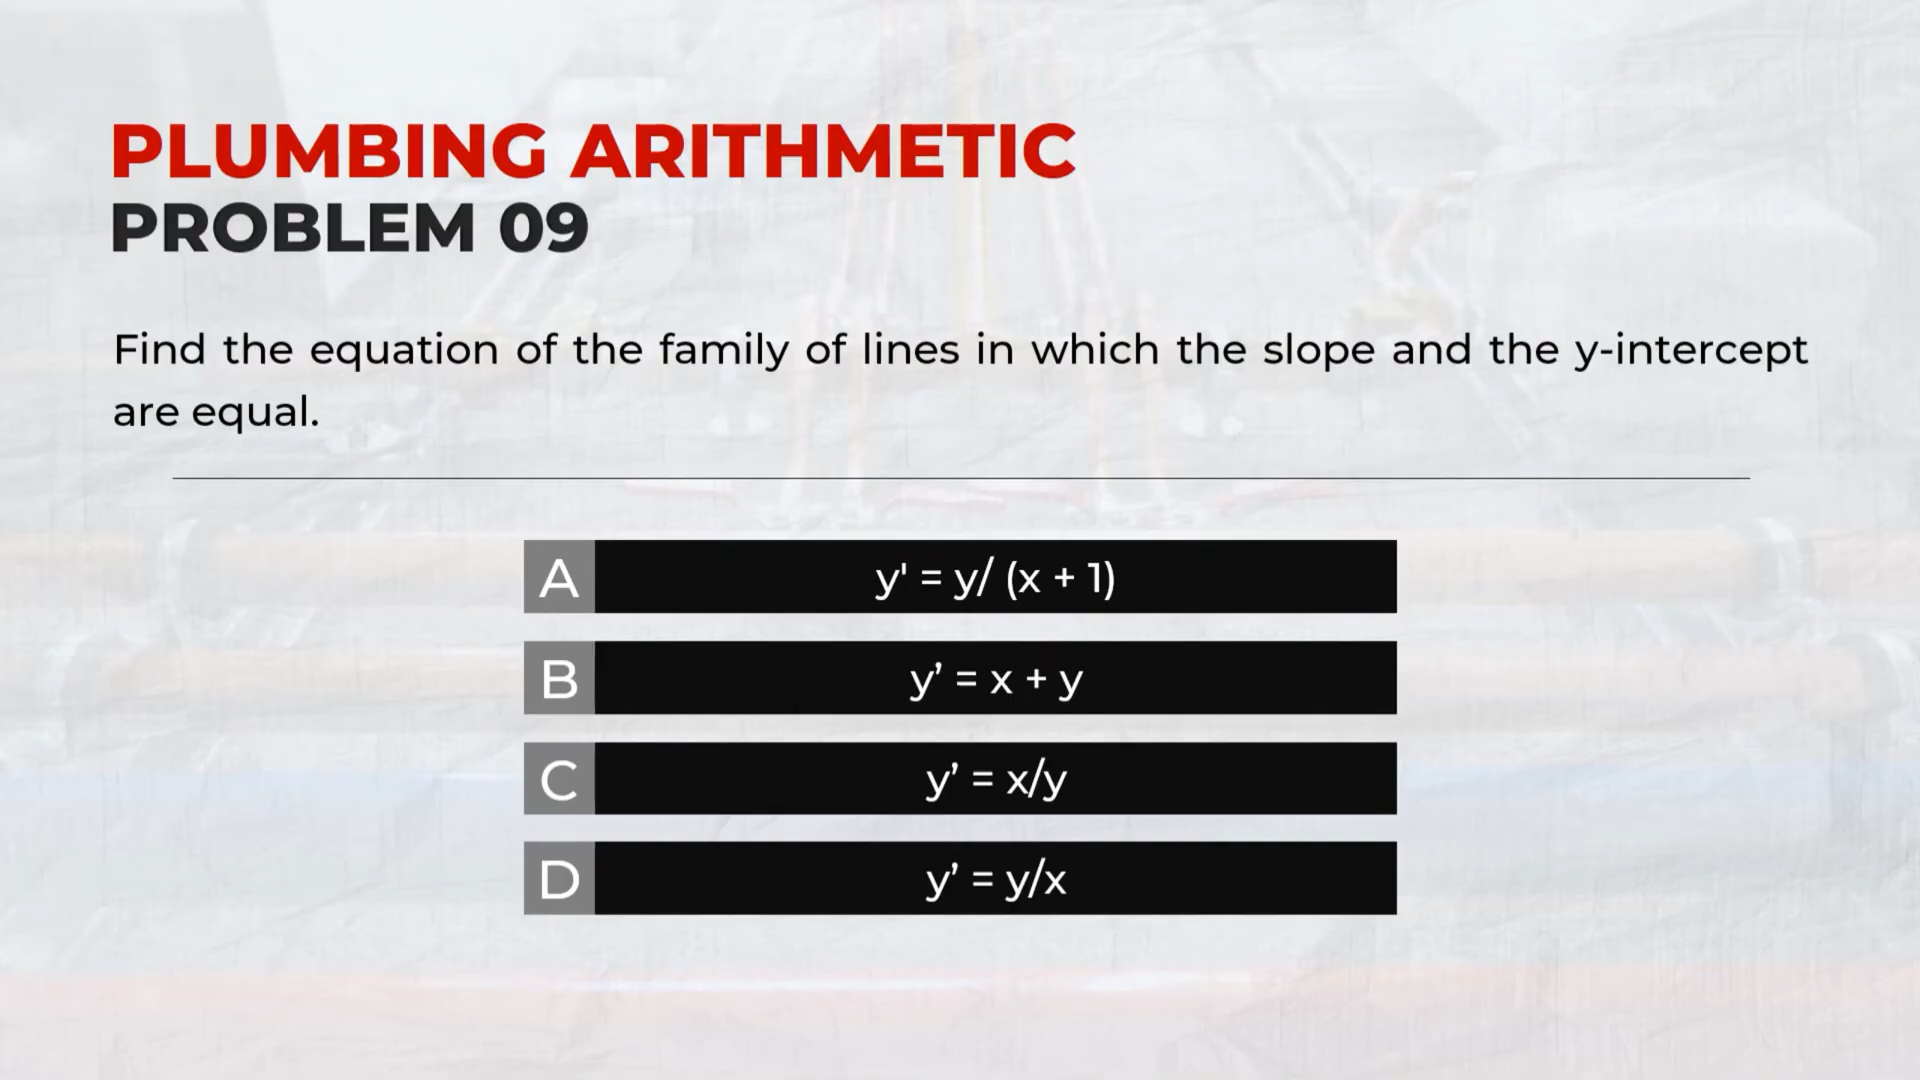 PLUMBING ARITHMETIC
PROBLEM 09
Find the equation of the family of lines in which the slope and the y-intercept
are equal.
A y' = y/ (x + 1)
B y’ = x + y
C y’ = x/y
D y’ = y/x